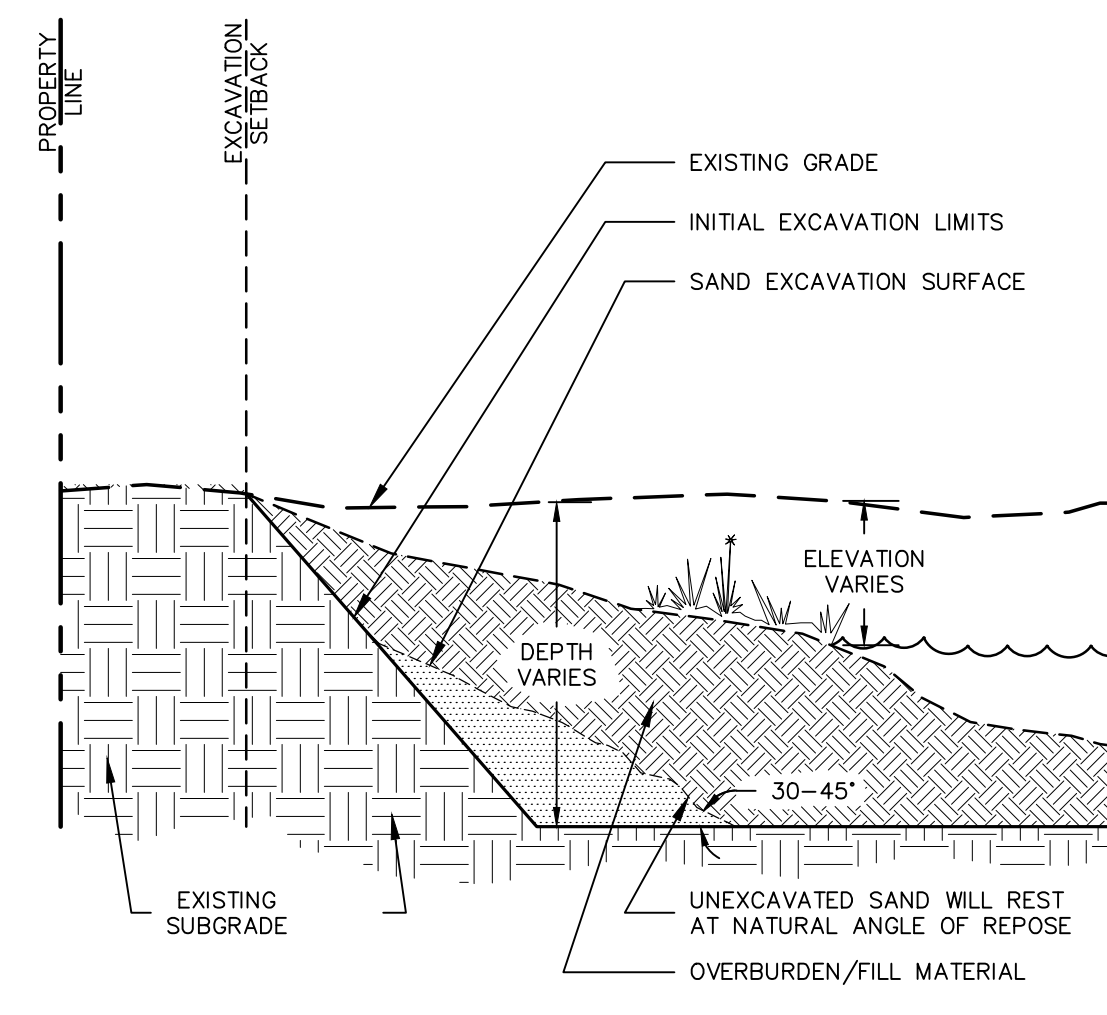 PROPERTY
LINE
EXCAVATION
SETBACK
EXISTING GRADE
INITIAL EXCAVATION LIMITS
SAND EXCAVATION SURFACE
ELEVATION
VARIES
DEPTH
VARIES
30-45°
EXISTING
SUBGRADE
UNEXCAVATED SAND WILL REST
AT NATURAL ANGLE OF REPOSE
OVERBURDEN/FILL MATERIAL